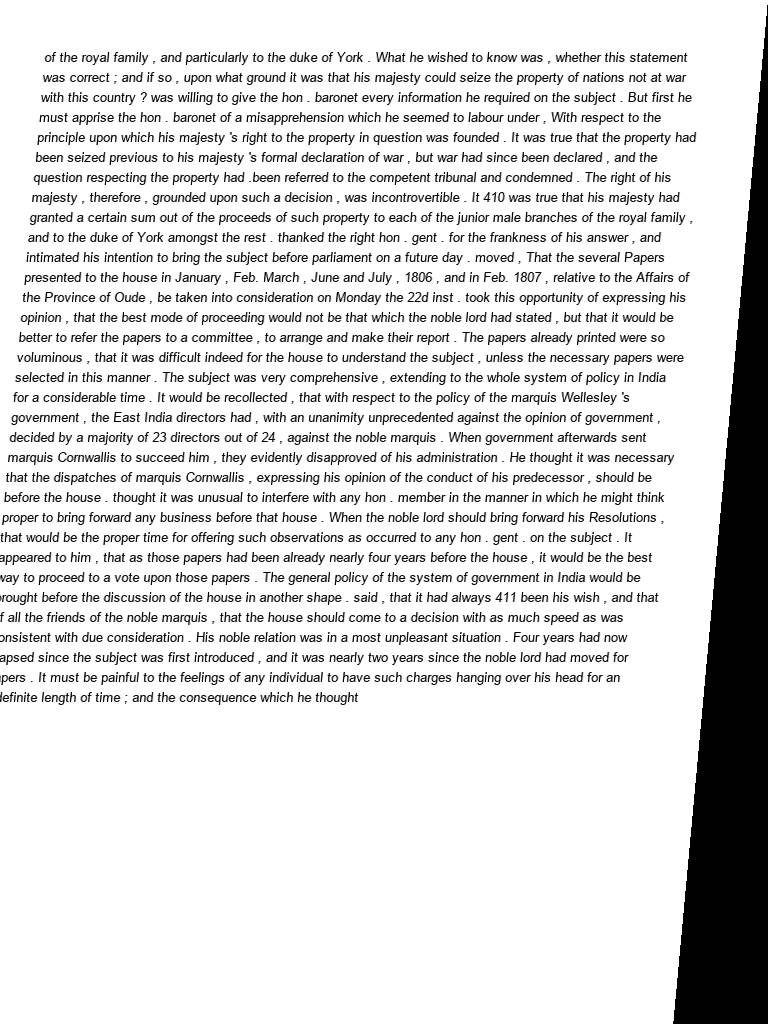 of the royal family , and particularly to the duke of York . What he wished to know was , whether this statement
was correct ; and if so , upon what ground it was that his majesty could seize the property of nations not at war
with this country ? was willing to give the hon . baronet every information he required on the subject . But first he
must apprise the hon . baronet of a misapprehension which he seemed to labour under , With respect to the
principle upon which his majesty 's right to the property in question was founded . It was true that the property had
been seized previous to his majesty 's formal declaration of war , but war had since been declared , and the
question respecting the property had .been referred to the competent tribunal and condemned . The right of his
majesty , therefore , grounded upon such a decision , was incontrovertible . It 410 was true that his majesty had
granted a certain sum out of the proceeds of such property to each of the junior male branches of the royal family ,
and to the duke of York amongst the rest . thanked the right hon . gent . for the frankness of his answer , and
intimated his intention to bring the subject before parliament on a future day . moved , That the several Papers
presented to the house in January , Feb. March , June and July , 1806 , and in Feb. 1807 , relative to the Affairs of
the Province of Oude , be taken into consideration on Monday the 22d inst . took this opportunity of expressing his
opinion , that the best mode of proceeding would not be that which the noble lord had stated , but that it would be
better to refer the papers to a committee , to arrange and make their report . The papers already printed were so
voluminous , that it was difficult indeed for the house to understand the subject , unless the necessary papers were
selected in this manner . The subject was very comprehensive , extending to the whole system of policy in India
for a considerable time . It would be recollected , that with respect to the policy of the marquis Wellesley 's
government , the East India directors had , with an unanimity unprecedented against the opinion of government ,
decided by a majority of 23 directors out of 24 , against the noble marquis . When government afterwards sent
marquis Cornwallis to succeed him , they evidently disapproved of his administration . He thought it was necessary
that the dispatches of marquis Cornwallis , expressing his opinion of the conduct of his predecessor , should be
before the house . thought it was unusual to interfere with any hon . member in the manner in which he might think
proper to bring forward any business before that house . When the noble lord should bring forward his Resolutions ,
that would be the proper time for offering such observations as occurred to any hon . gent . on the subject . It
appeared to him , that as those papers had been already nearly four years before the house , it would be the best
way to proceed to a vote upon those papers . The general policy of the system of government in India would be
rought before the discussion of the house in another shape . said , that it had always 411 been his wish , and that
f all the friends of the noble marquis , that the house should come to a decision with as much speed as was
onsistent with due consideration . His noble relation was in a most unpleasant situation . Four years had now
apsed since the subject was first introduced , and it was nearly two years since the noble lord had moved for
pers . It must be painful to the feelings of any individual to have such charges hanging over his head for an
definite length of time ; and the consequence which he thought